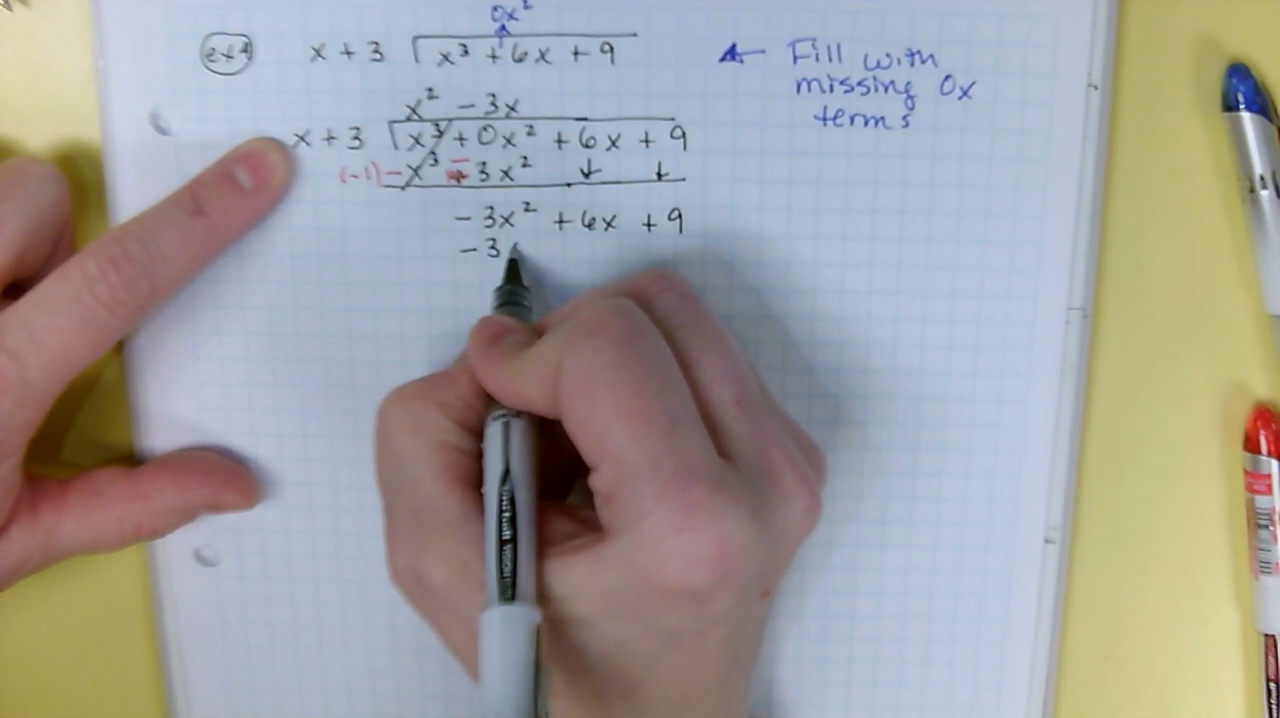 0x²
ex 4 x + 3 x³ + 6x + 9
Fill with
missing 0x
terms
x² - 3x
x + 3 x³ + 0x² + 6x + 9
(-1) - x³ - 3x² ↓ ↓
- 3x² + 6x + 9
- 3